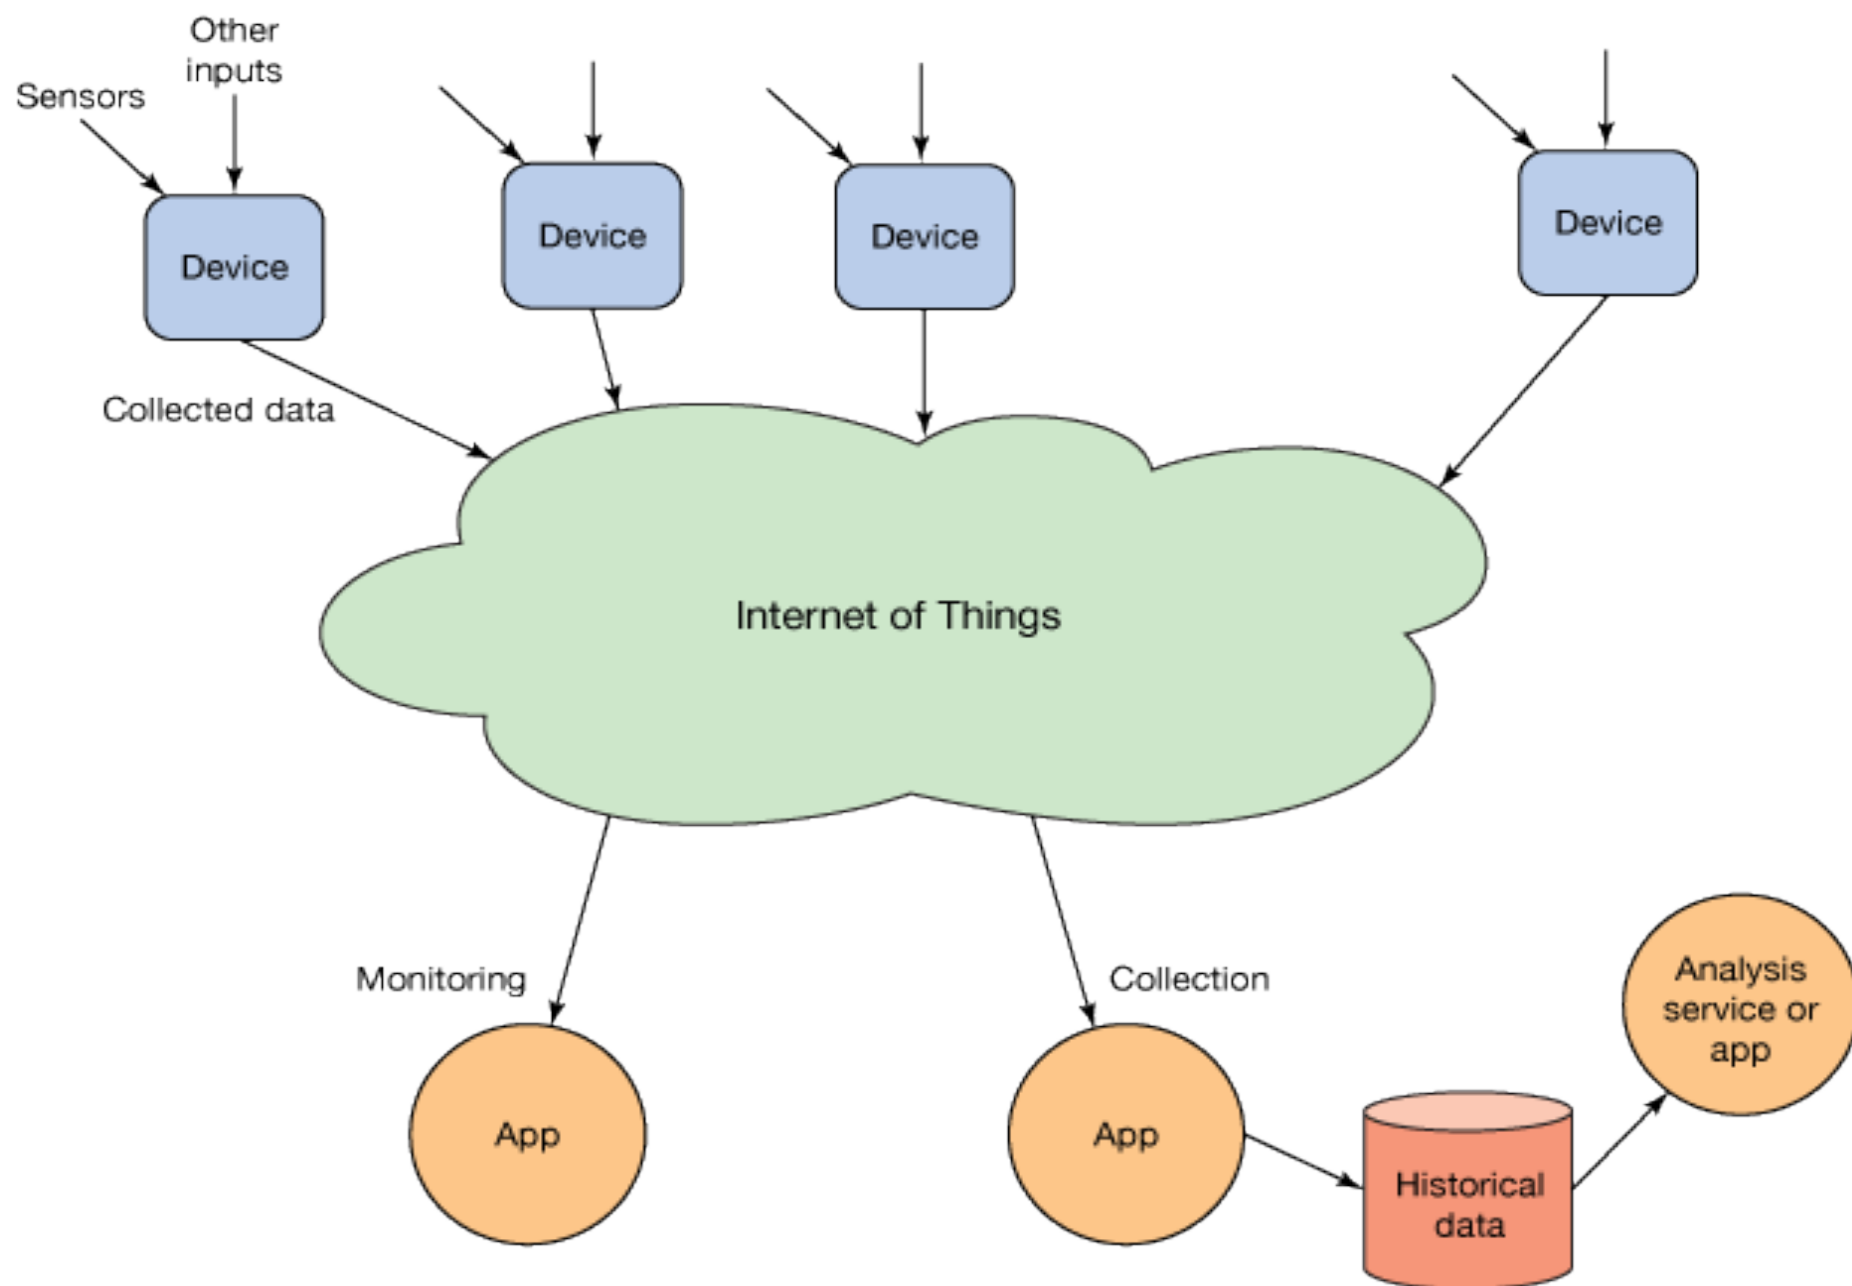 Other
inputs
Sensors
Device
Device
Device
Device
Collected data
Internet of Things
Monitoring
Collection
Analysis
service or
app
App
App
Historical
data